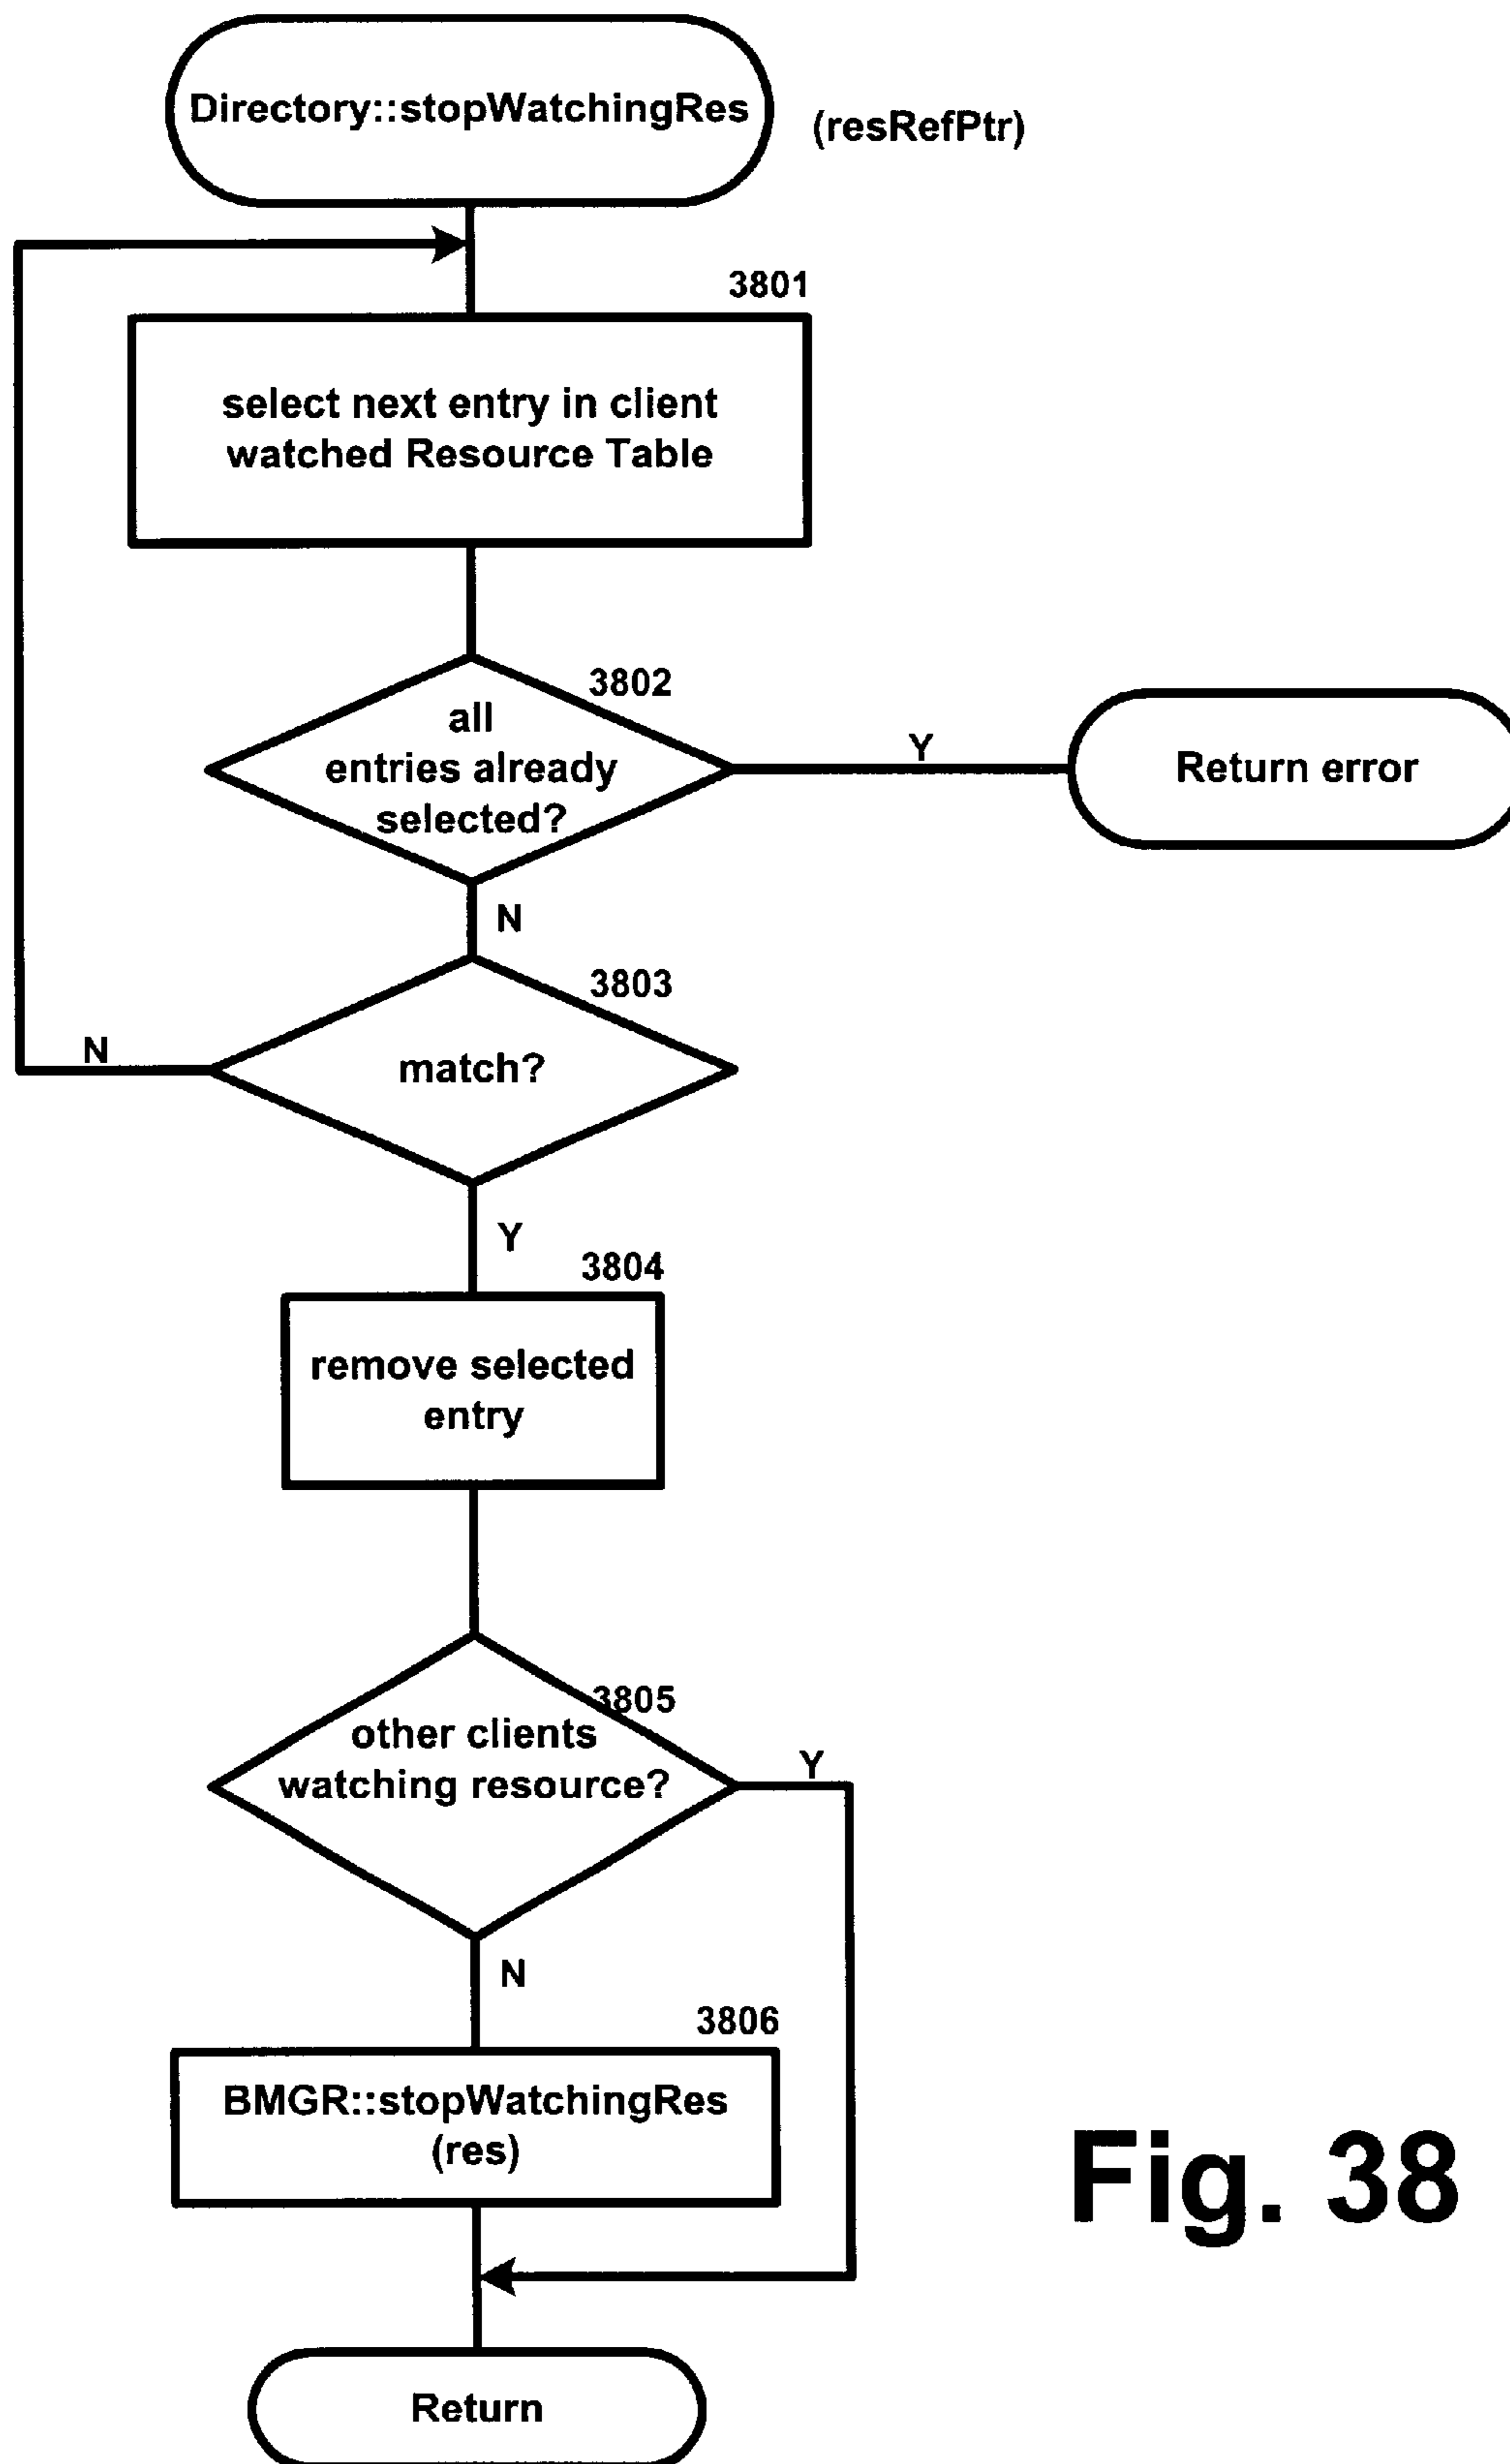 Directory::stopWatchingRes
(resRefPtr)
3801
select next entry in client
watched Resource Table
3802
all
entries already
selected?
Y
Return error
N
3803
match?
N
Y
3804
remove selected
entry
3805
other clients
watching resource?
Y
N
3806
BMGR::stopWatchingRes
(res)
Return
Fig. 38